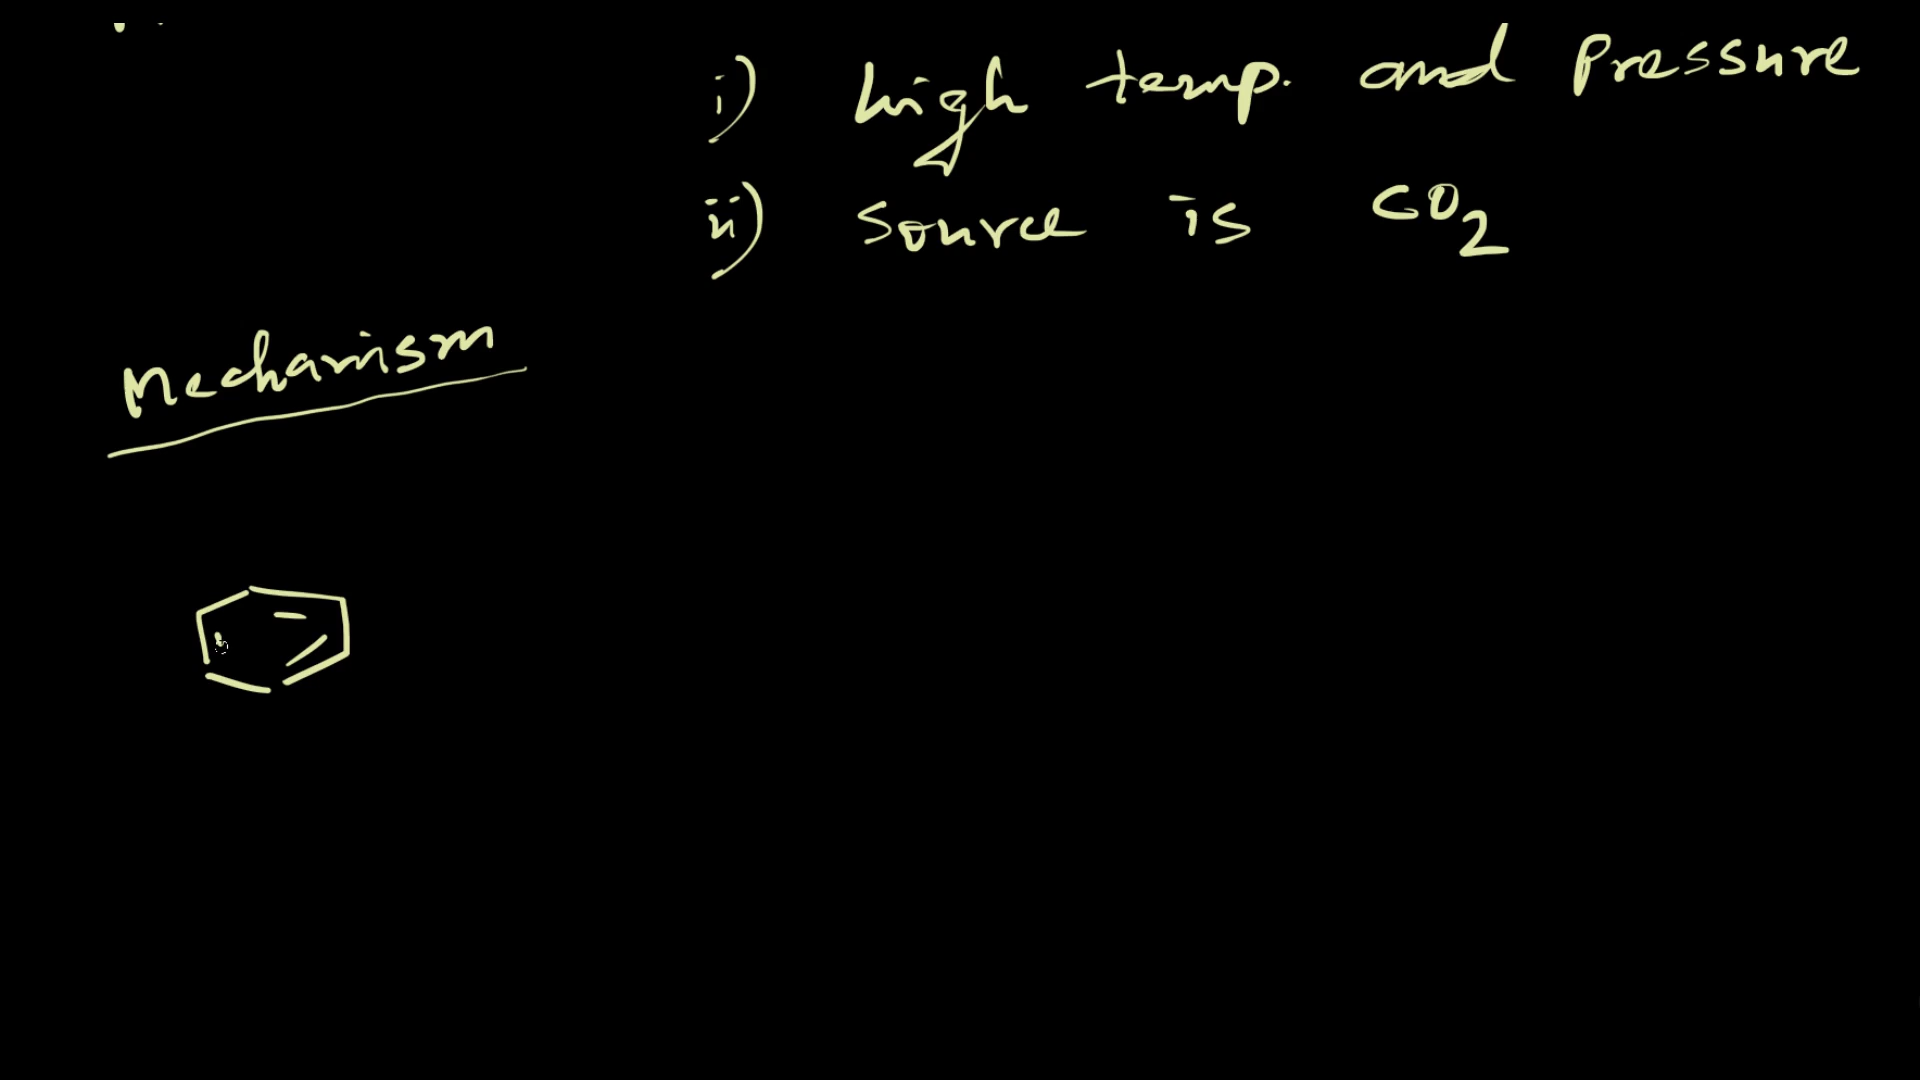 i) high temp. and Pressure
ii) Source is CO₂
Mechanism